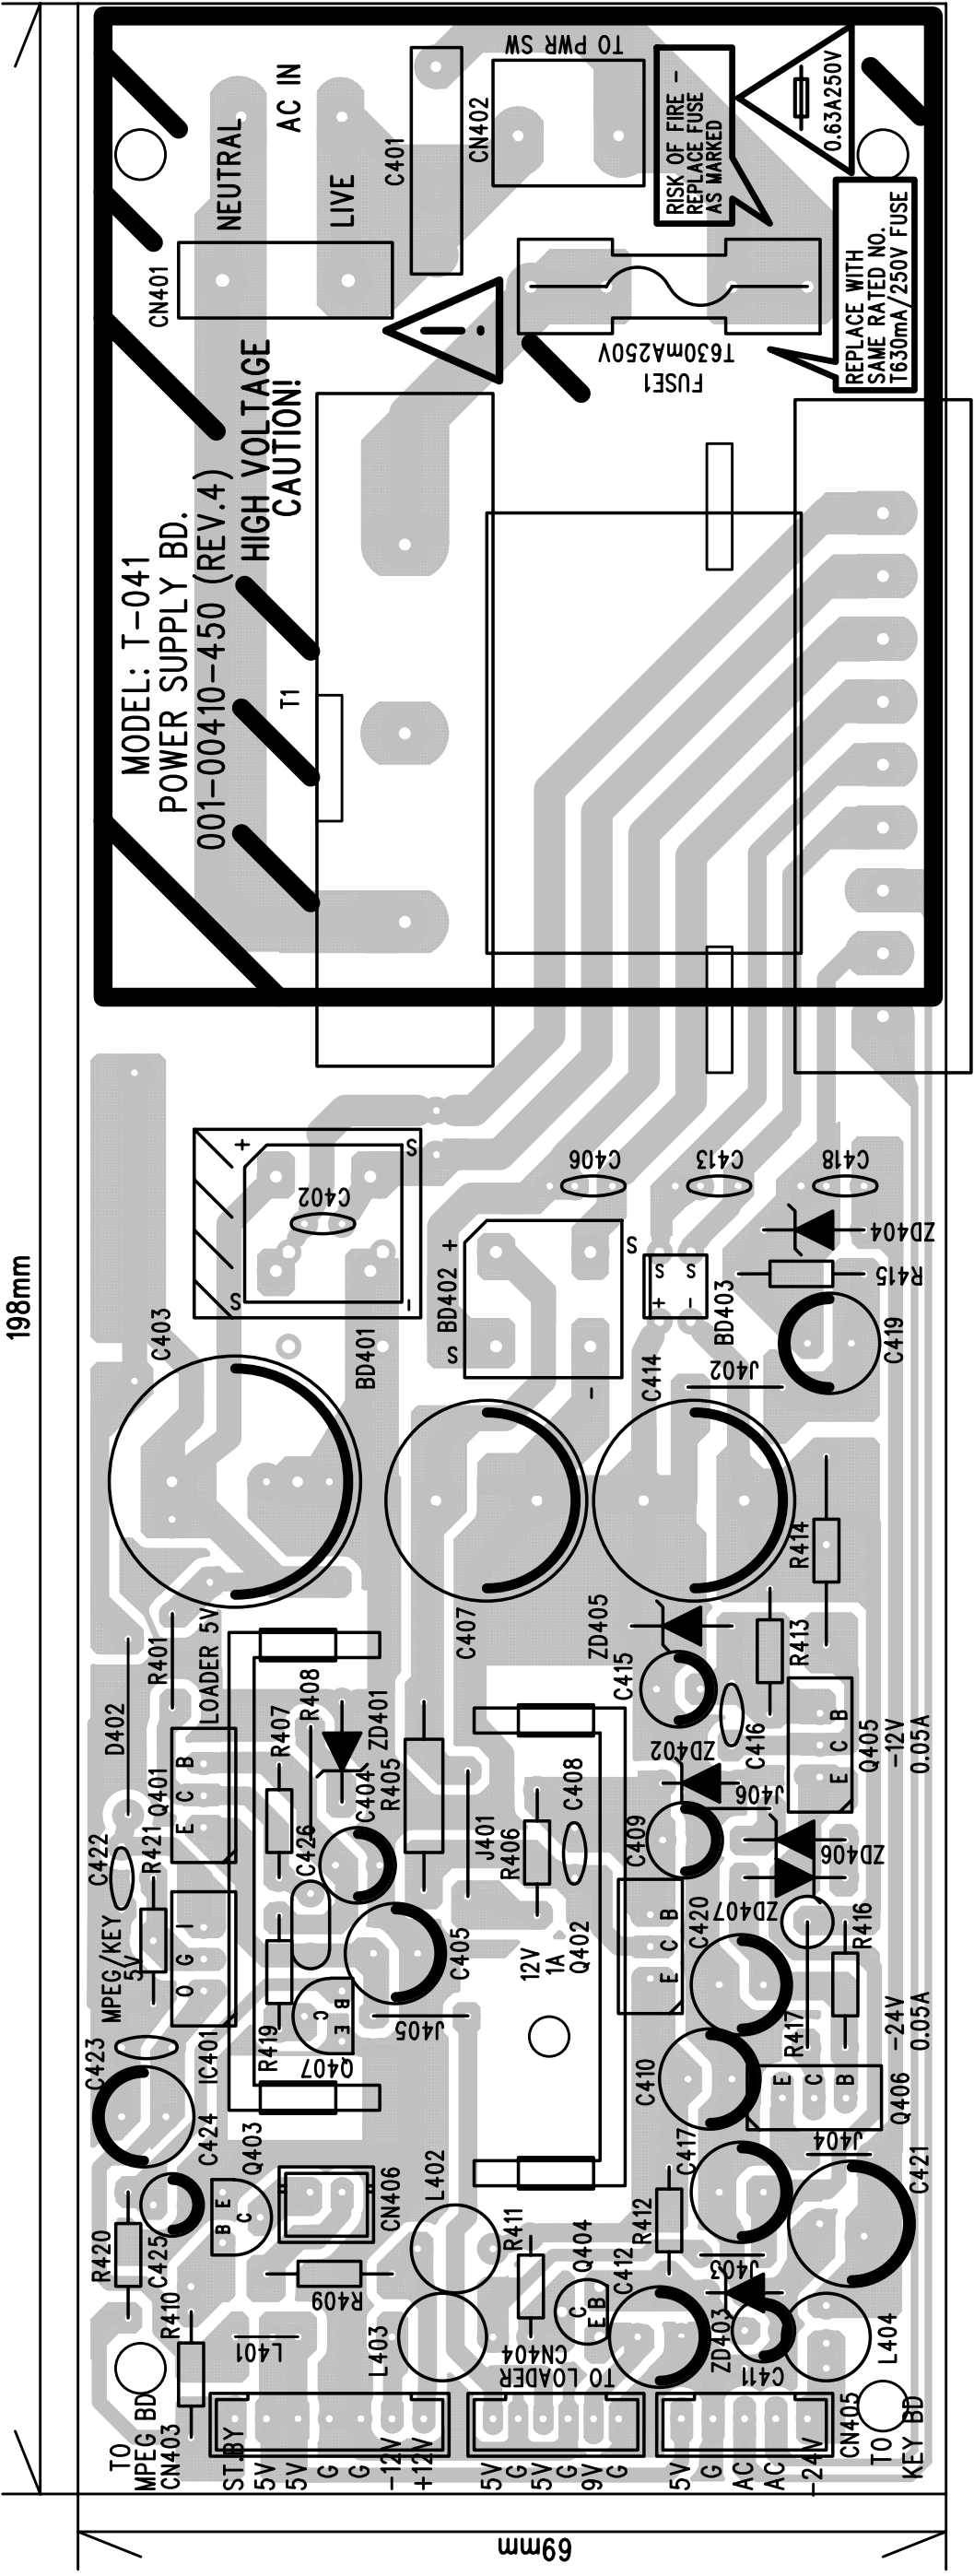 198mm
69mm
MODEL: T-041
POWER SUPPLY BD.
001-00410-450 (REV.4)
HIGH VOLTAGE
CAUTION!
NEUTRAL
LIVE
AC IN
CN401
C401
CN402
TO PWR SW
RISK OF FIRE -
REPLACE FUSE
AS MARKED
0.63A250V
REPLACE WITH
SAME RATED NO.
T630mA/250V FUSE
T630mA250V
FUSE1
T1
+
S
C402
S
-
BD401
C403
BD402
+
S
S
-
C406
C413
C418
S
S
+
-
BD403
ZD404
R415
C419
J402
C414
C407
R414
R413
ZD405
C415
C416
ZD402
J406
E C B
Q405
-12V
0.05A
ZD406
ZD407
R416
R417
-24V
0.05A
E
C
B
Q406
J404
C421
D402
R401
LOADER 5V
Q401
E C B
R407
R408
ZD401
C404
R405
C426
C422
R421
MPEG/KEY
5V
O G I
IC401
R419
Q407
C
B
E
J405
C405
J401
R406
C408
12V
1A
Q402
C409
E C B
C420
C410
C417
C423
C424
Q403
B E
C
CN406
L402
R420
C425
R410
R409
L401
L403
R411
Q404
C
E B
C412
R412
J403
ZD403
C411
L404
CN404
TO LOADER
TO
MPEG BD
CN403
ST.BY
5V
5V
G
G
-12V
+12V
5V
G
5V
G
9V
G
5V
G
AC
AC
-24V
CN405
TO
KEY BD